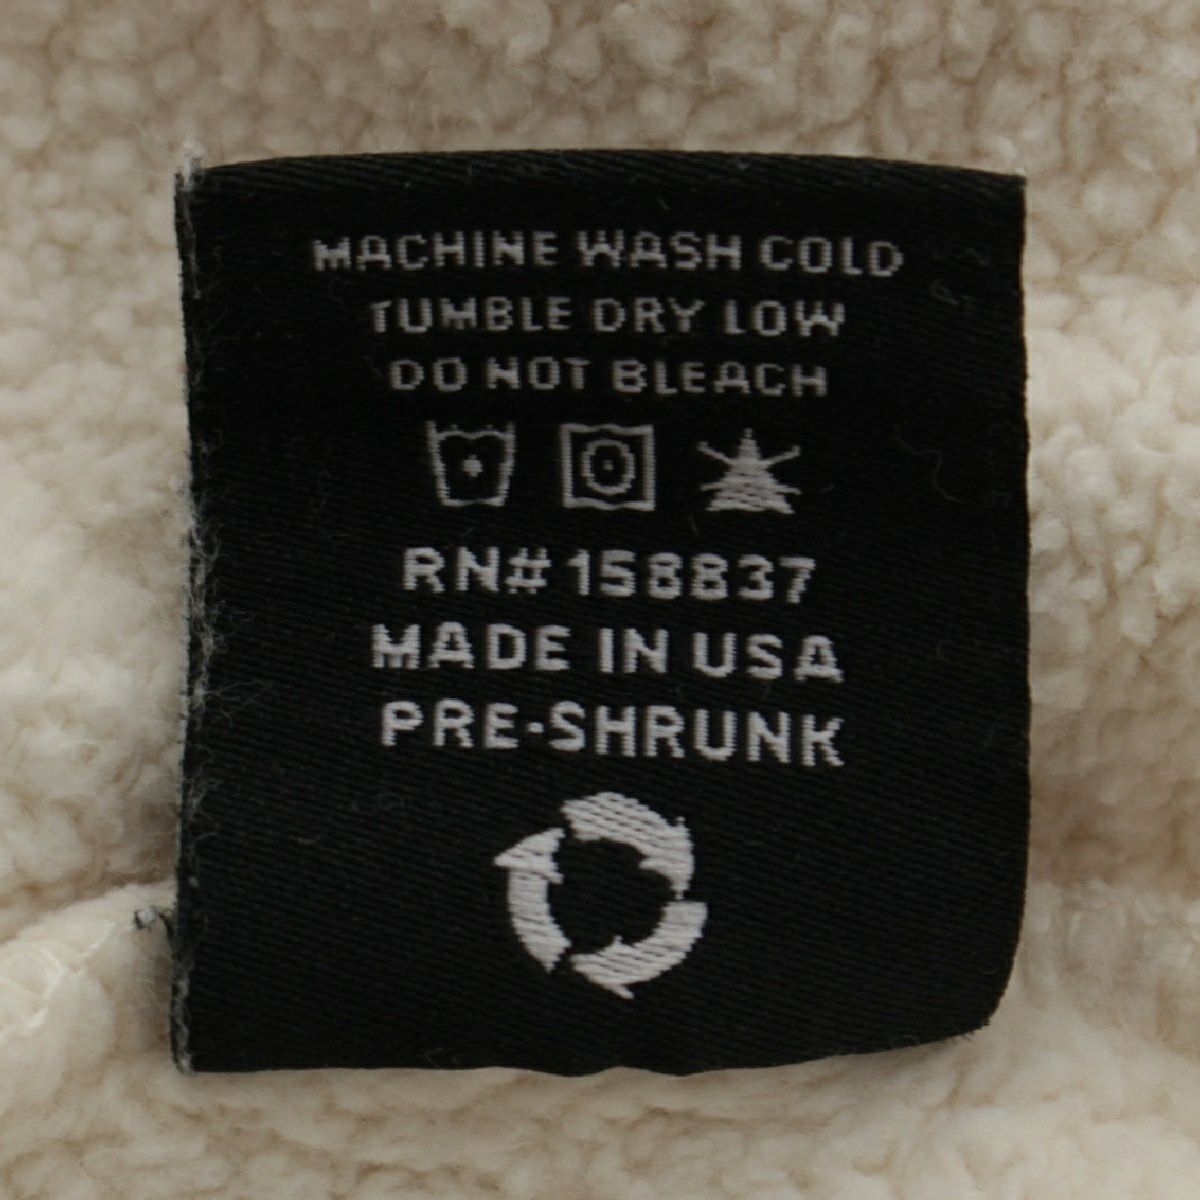 MACHINE WASH COLD
TUMBLE DRY LOW
DO NOT BLEACH
RN# 158837
MADE IN USA
PRE-SHRUNK